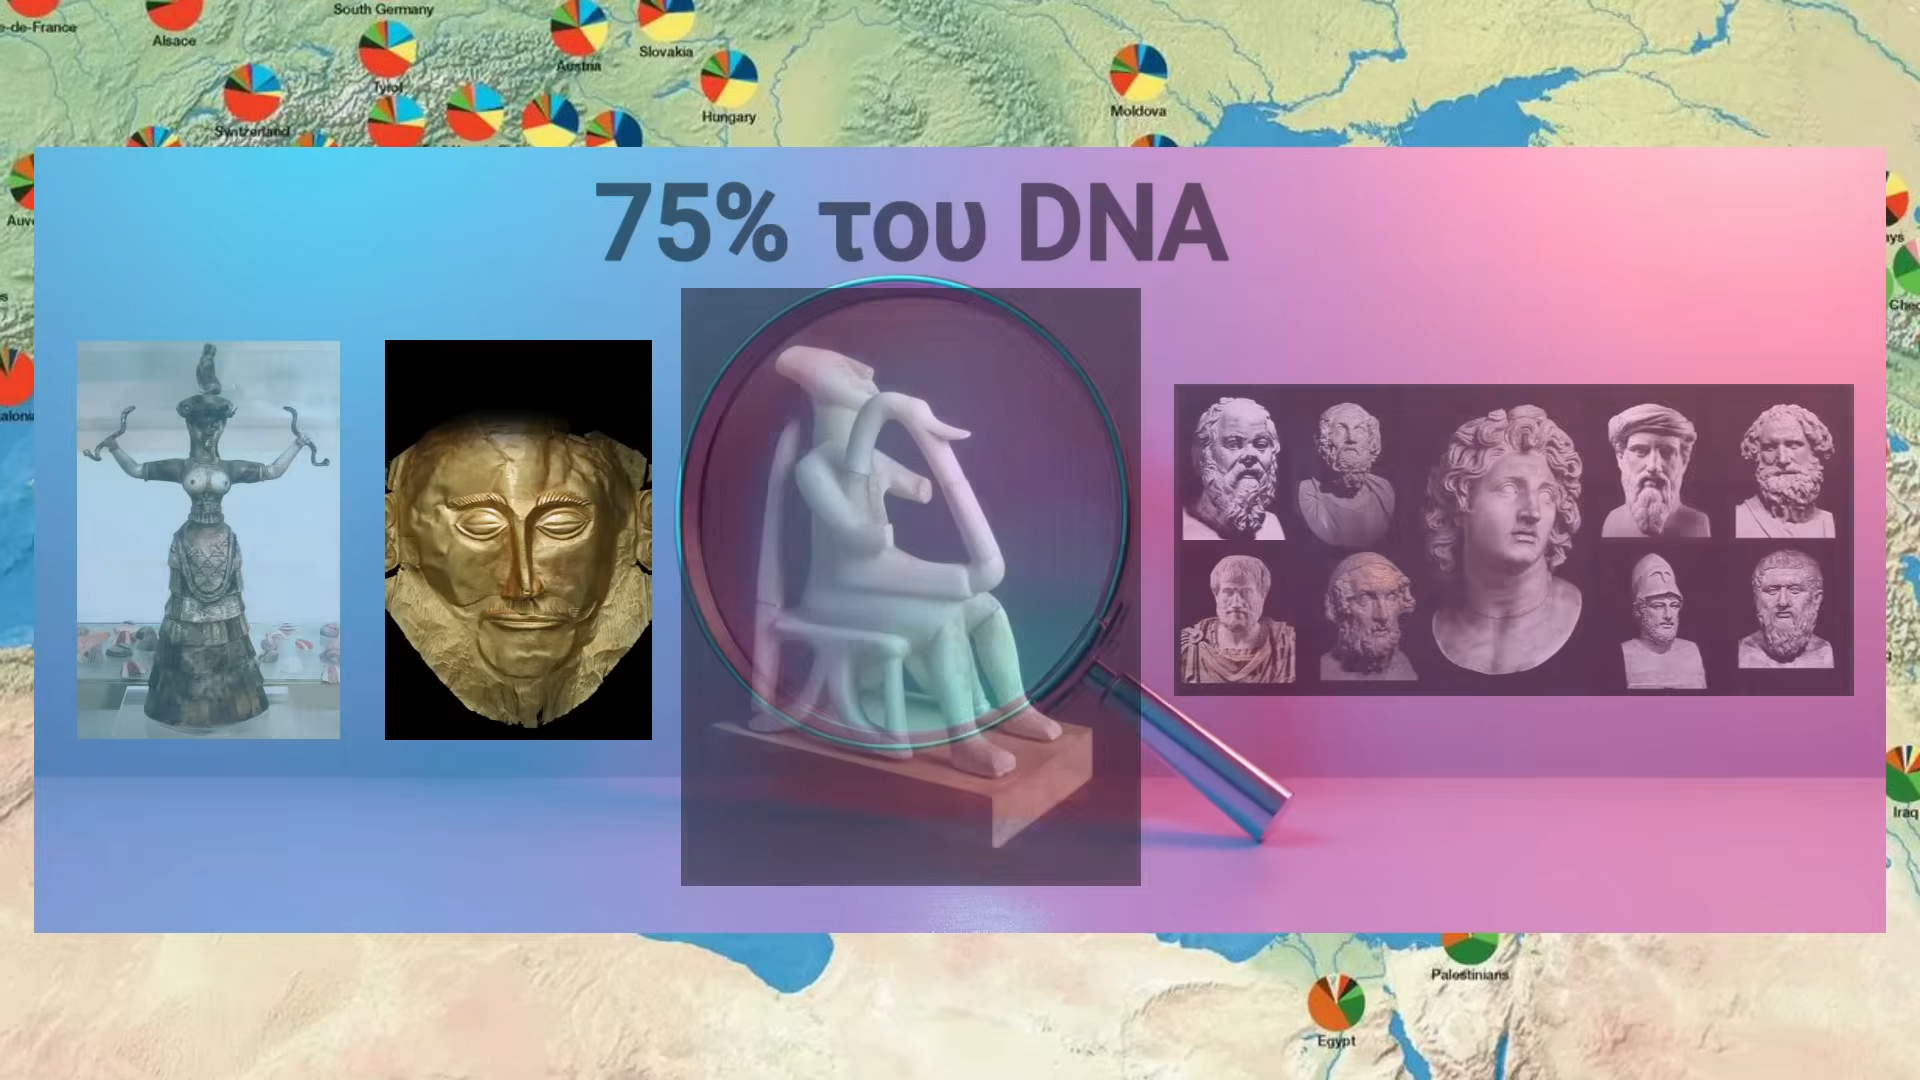 South Germany
Alsace
Slovakia
Austria
Tyrol
Hungary
Moldova
Switzerland
75% του DNA
Palestinians
Iraq
Egypt